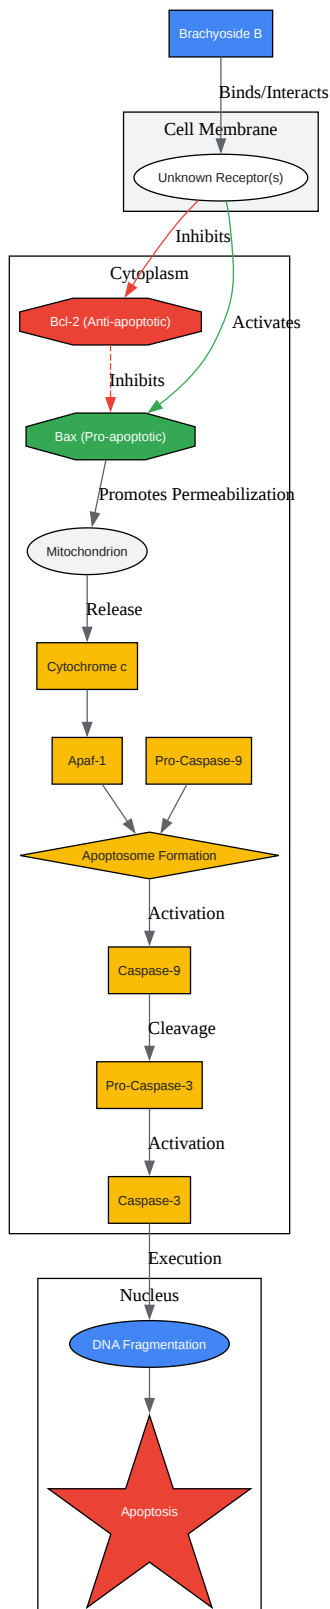 Brachyoside B
Binds/Interacts
Cell Membrane
Unknown Receptor(s)
Inhibits
Cytoplasm
Bcl-2 (Anti-apoptotic)
Activates
Inhibits
Bax (Pro-apoptotic)
Promotes Permeabilization
Mitochondrion
Release
Cytochrome c
Apaf-1
Pro-Caspase-9
Apoptosome Formation
Activation
Caspase-9
Cleavage
Pro-Caspase-3
Activation
Caspase-3
Execution
Nucleus
DNA Fragmentation
Apoptosis